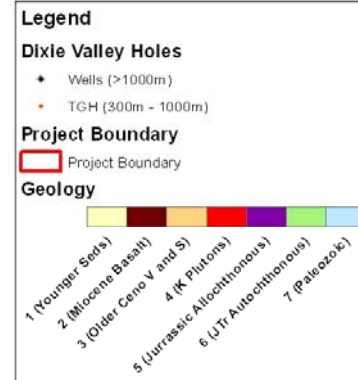 Legend
Dixie Valley Holes
Wells (>1000m)
TGH (300m - 1000m)
Project Boundary
Project Boundary
Geology
1 (Younger Seds)
2 (Miocene Basalt)
3 (Older Ceno V and S)
4 (K Plutons)
5 (Jurrassic Allochthonous)
6 (JTr Autochthonous)
7 (Paleozoic)